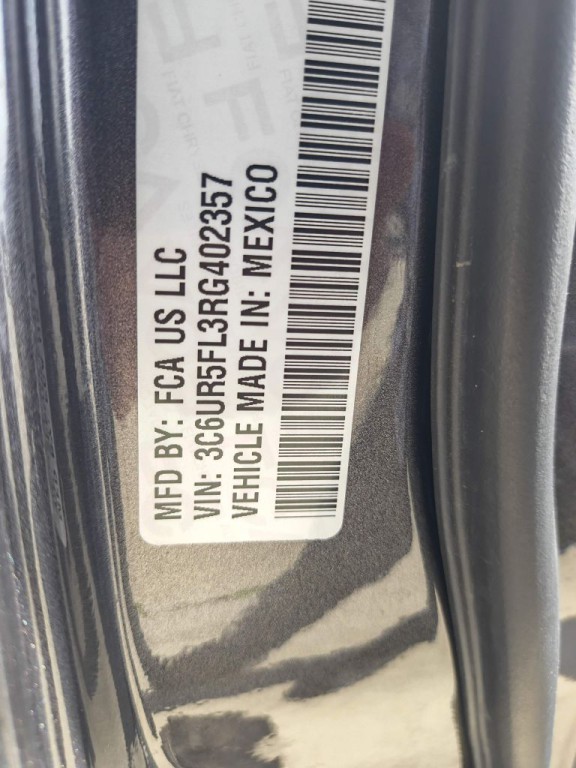 MFD BY: FCA US LLC
VIN: 3C6UR5FL3RG402357
VEHICLE MADE IN: MEXICO